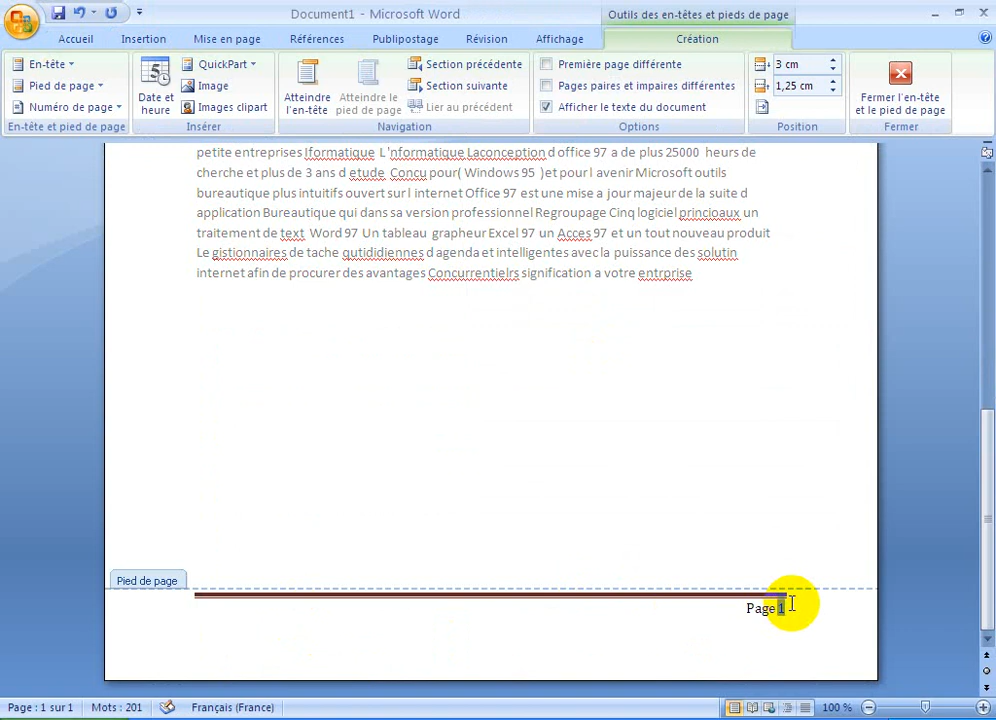 Document1 - Microsoft Word
Outils des en-têtes et pieds de page
Accueil Insertion Mise en page Références Publipostage Révision Affichage Création
En-tête
Pied de page
Numéro de page
En-tête et pied de page
Date et heure
QuickPart
Image
Images clipart
Insérer
Atteindre l'en-tête
Atteindre le pied de page
Section précédente
Section suivante
Lier au précédent
Navigation
Première page différente
Pages paires et impaires différentes
Afficher le texte du document
Options
3 cm
1,25 cm
Position
Fermer l'en-tête et le pied de page
Fermer
petite entreprises Iformatique L'nformatique Laconception d office 97 a de plus 25000 heurs de
cherche et plus de 3 ans d etude Concu pour( Windows 95 )et pour l avenir Microsoft outils
bureautique plus intuitifs ouvert sur l internet Office 97 est une mise a jour majeur de la suite d
application Bureautique qui dans sa version professionnel Regroupage Cinq logiciel princioaux un
traitement de text Word 97 Un tableau grapheur Excel 97 un Acces 97 et un tout nouveau produit
Le gistionnaires de tache qutididiennes d agenda et intelligentes avec la puissance des solutin
internet afin de procurer des avantages Concurrentielrs signification a votre entrprise
Pied de page
Page 1
Page : 1 sur 1 Mots : 201 Français (France) 100 %